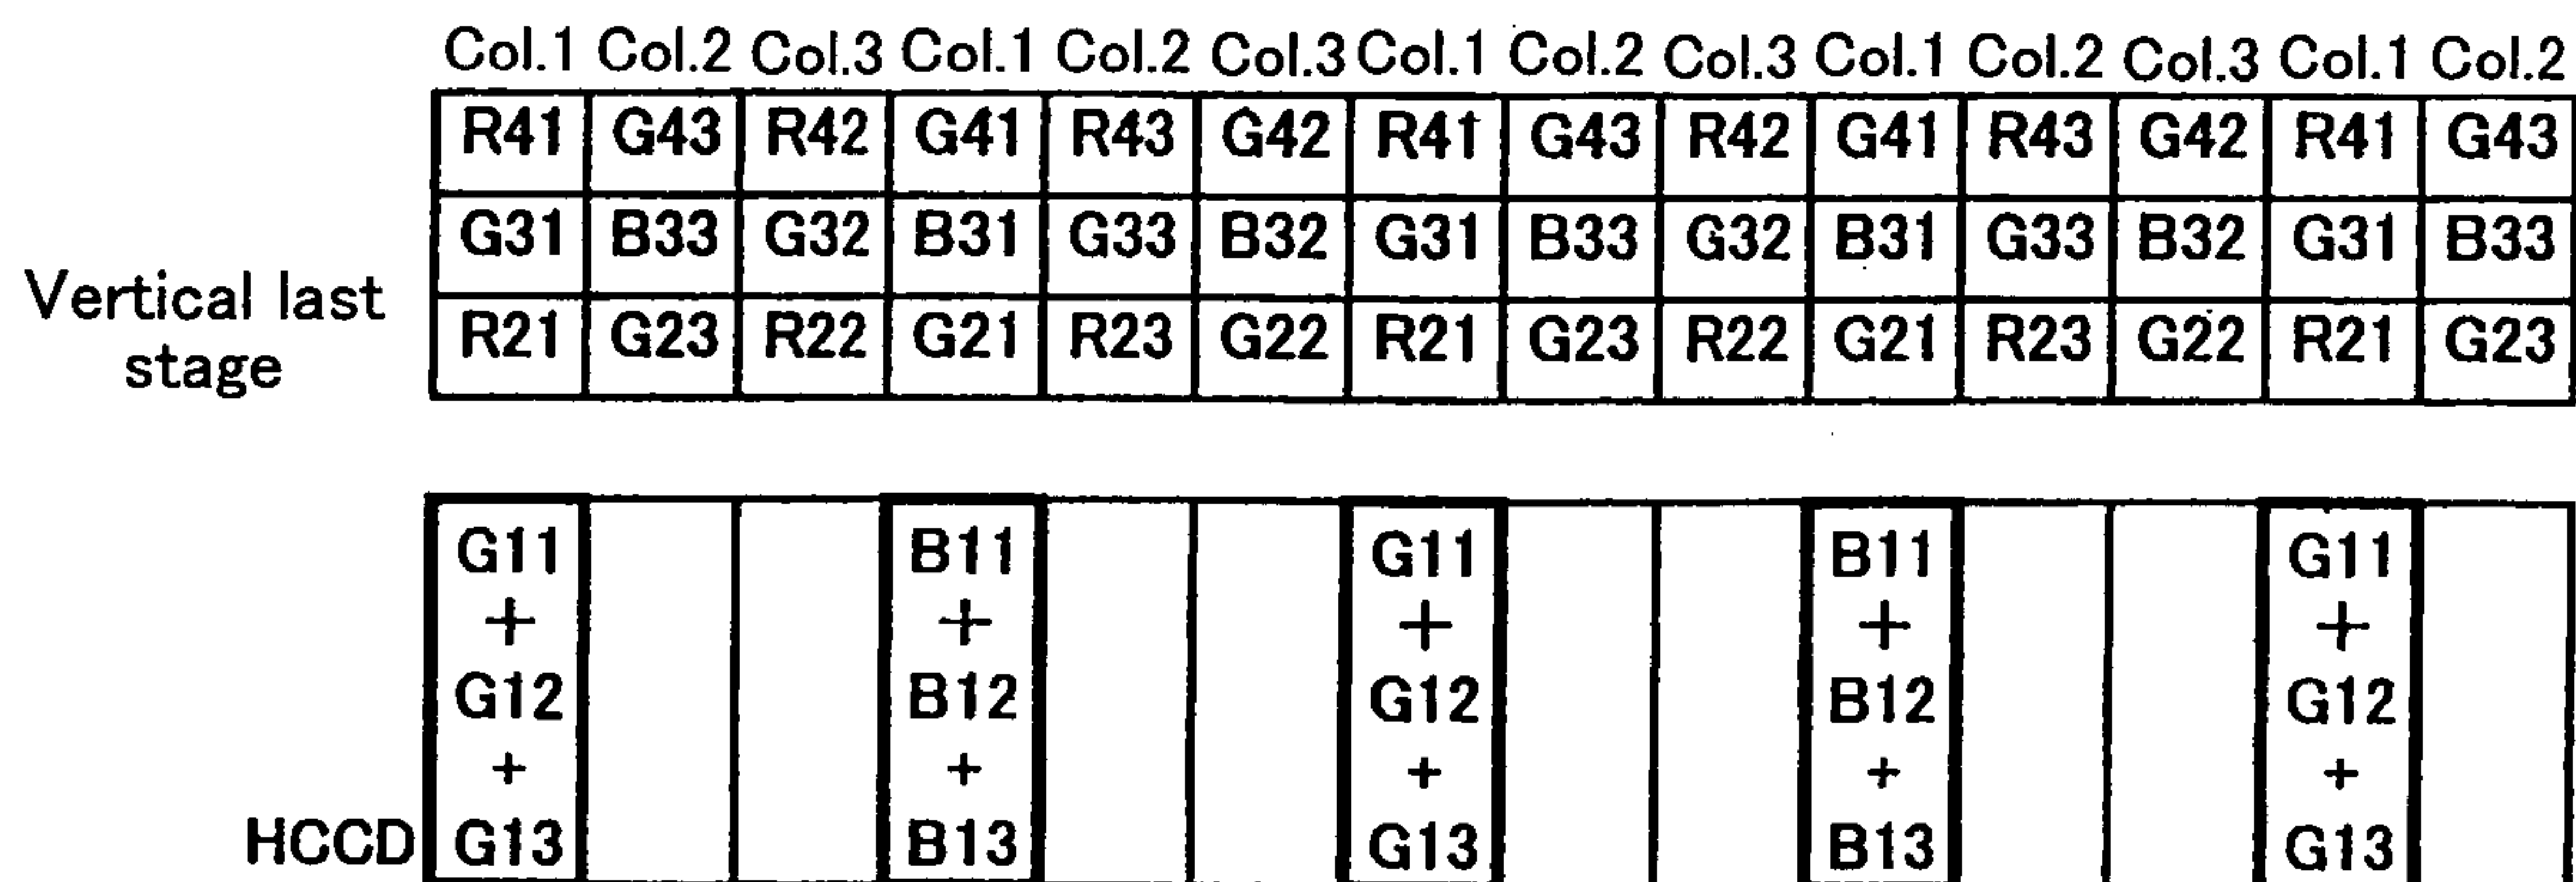 Col.1 Col.2 Col.3 Col.1 Col.2 Col.3 Col.1 Col.2 Col.3 Col.1 Col.2 Col.3 Col.1 Col.2
R41 G43 R42 G41 R43 G42 R41 G43 R42 G41 R43 G42 R41 G43
G31 B33 G32 B31 G33 B32 G31 B33 G32 B31 G33 B32 G31 B33
Vertical last
stage
R21 G23 R22 G21 R23 G22 R21 G23 R22 G21 R23 G22 R21 G23
G11 B11 G11 B11 G11
+ + + + +
G12 B12 G12 B12 G12
+ + + + +
HCCD G13 B13 G13 B13 G13